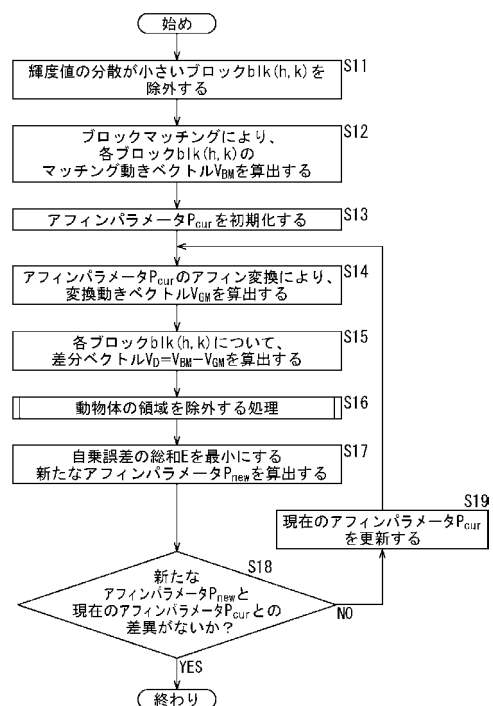 始め
輝度値の分散が小さいブロックblk(h,k)を
除外する
S11
ブロックマッチングにより、
各ブロックblk(h,k)の
マッチング動きベクトルVBMを算出する
S12
アフィンパラメータPcurを初期化する
S13
アフィンパラメータPcurのアフィン変換により、
変換動きベクトルVGMを算出する
S14
各ブロックblk(h,k)について、
差分ベクトルVD=VBM−VGMを算出する
S15
動物体の領域を除外する処理
S16
自乗誤差の総和Eを最小にする
新たなアフィンパラメータPnewを算出する
S17
S19
現在のアフィンパラメータPcur
を更新する
S18
新たな
アフィンパラメータPnewと
現在のアフィンパラメータPcurとの
差異がないか？
NO
YES
終わり